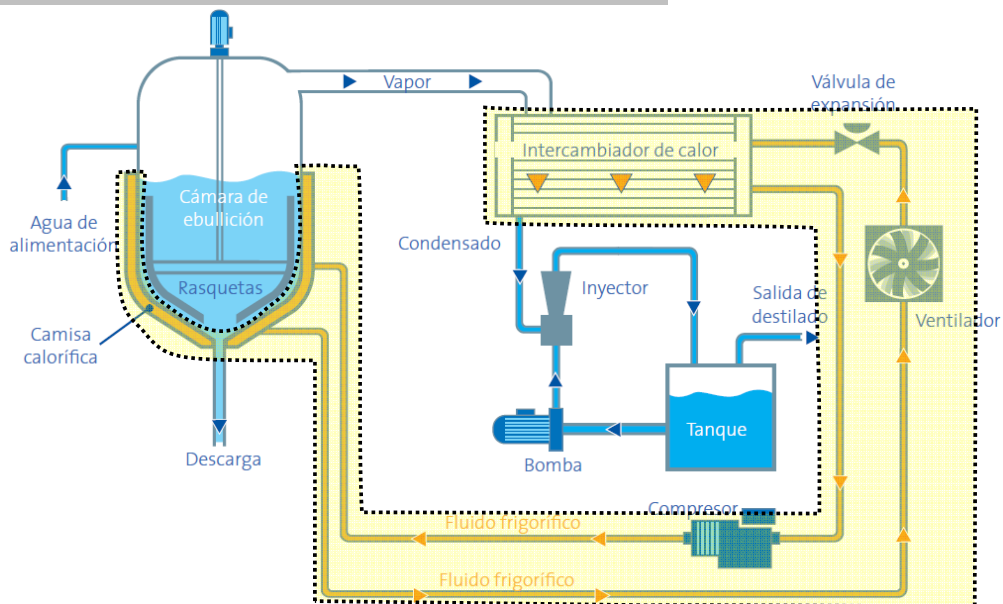 Vapor
Válvula de
expansión
Intercambiador de calor
Cámara de
ebullición
Agua de
alimentación
Condensado
Rasquetas
Inyector
Salida de
destilado
Ventilador
Camisa
calorífica
Tanque
Descarga
Bomba
Compresor
Fluido frigorífico
Fluido frigorífico